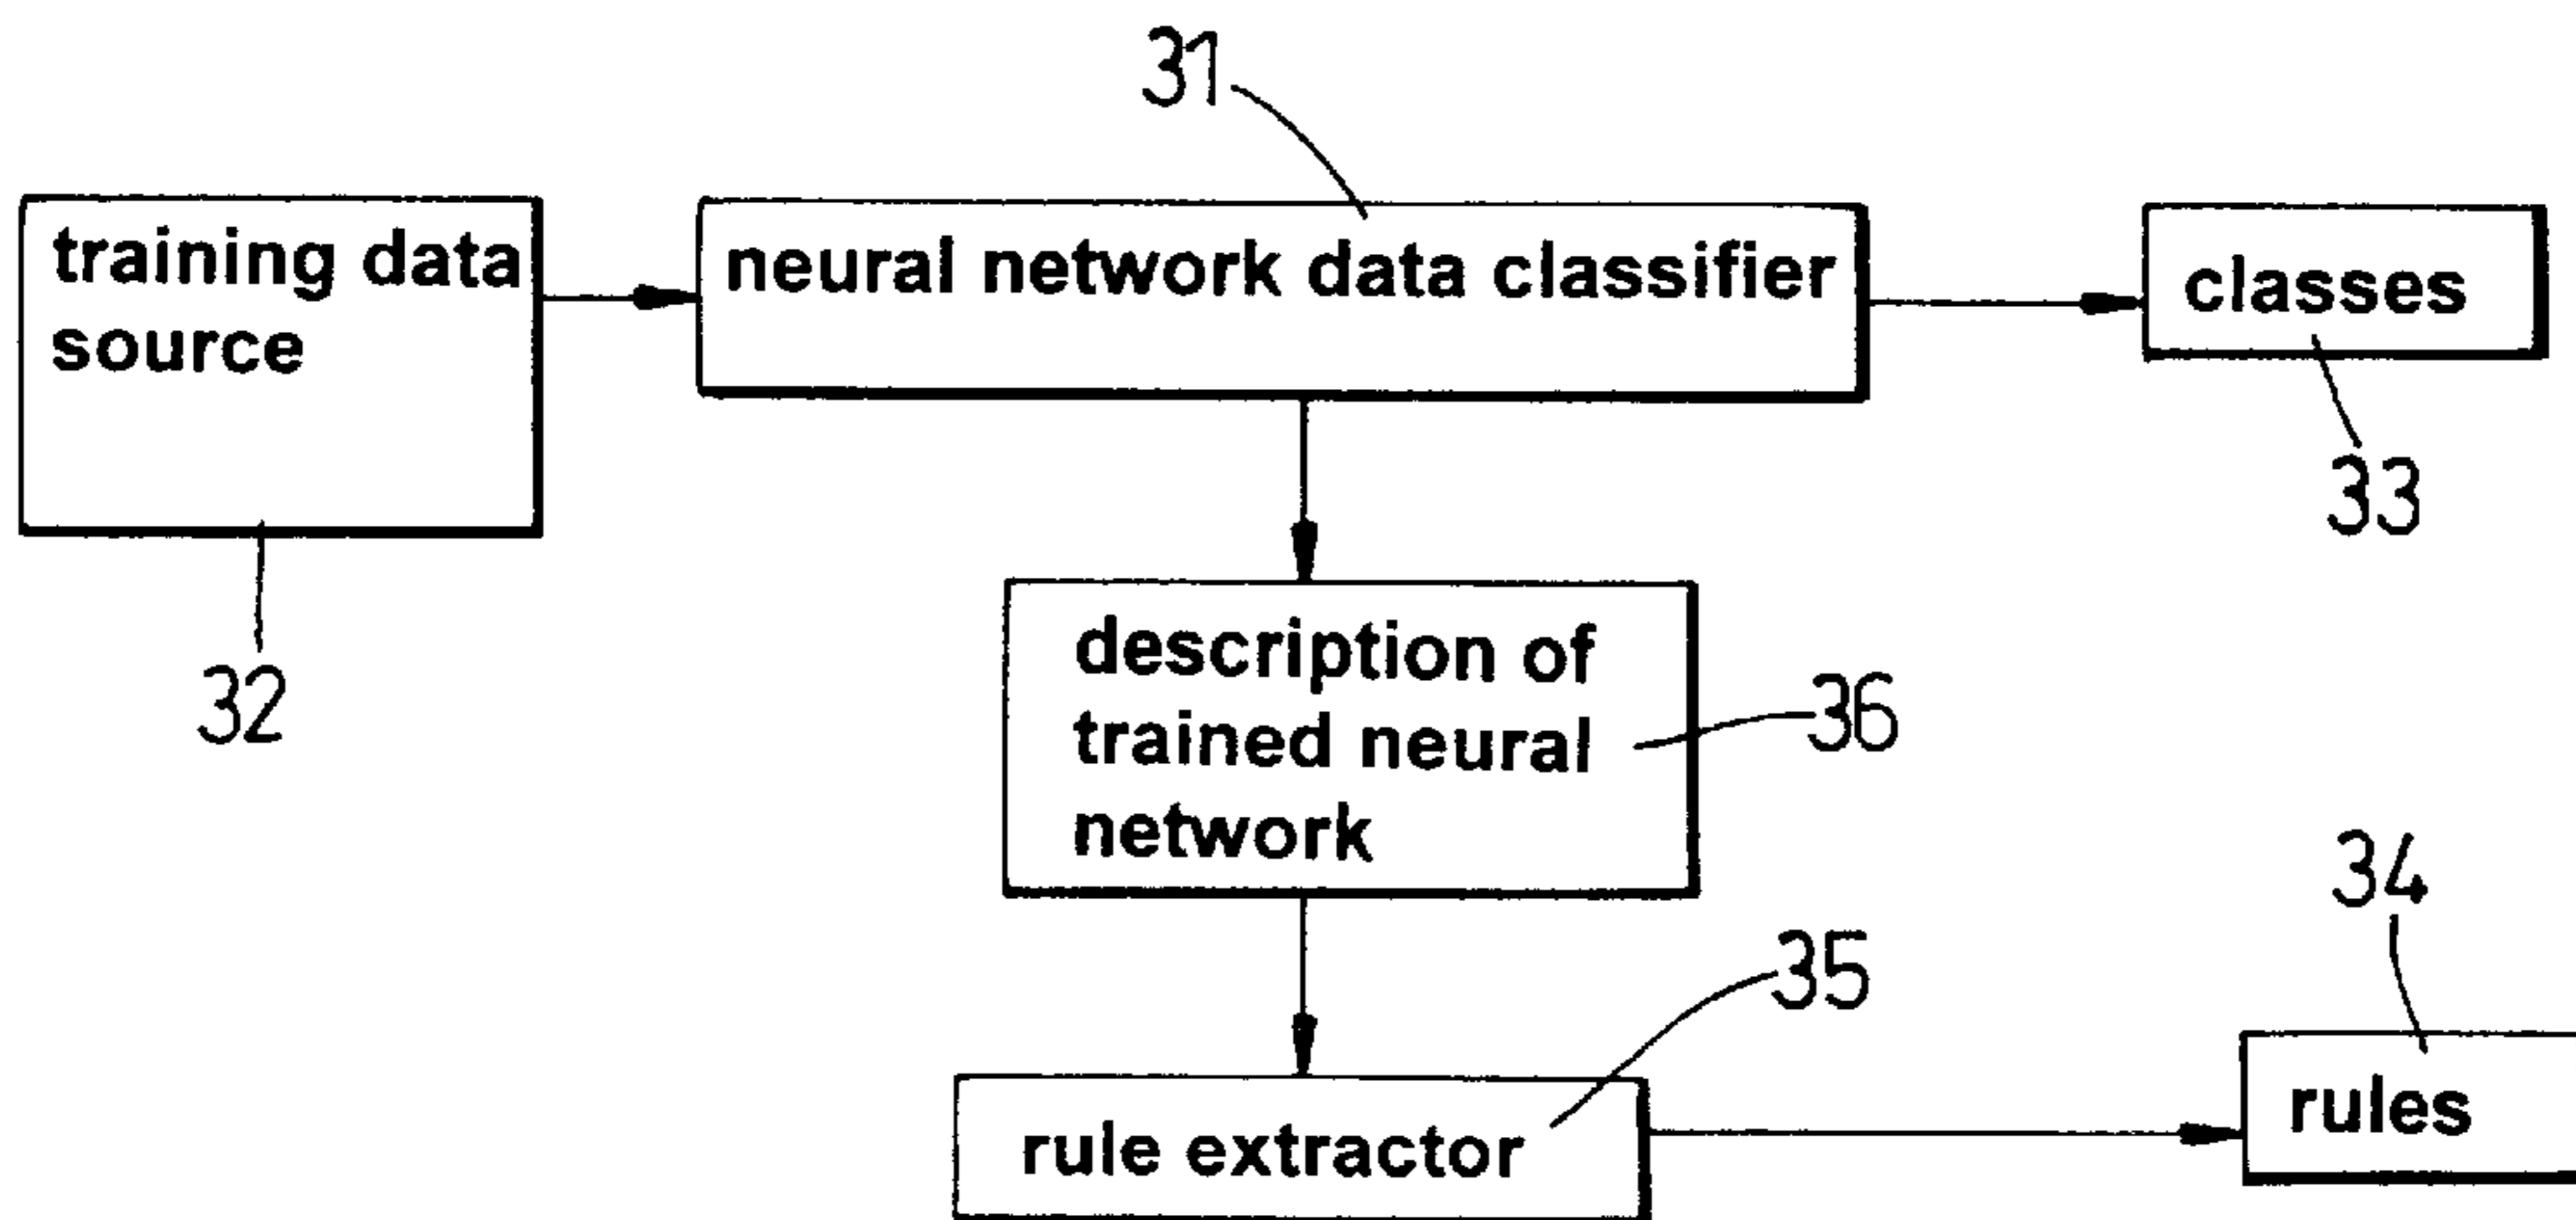 31
training data
source
neural network data classifier
classes
33
32
description of
trained neural
network
36
34
35
rule extractor
rules